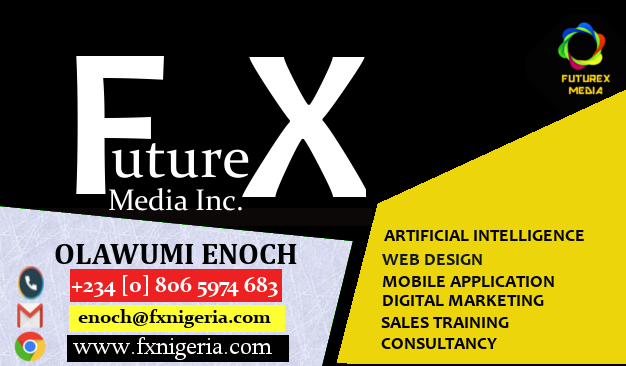 FutureX
Media Inc.
FUTUREX
MEDIA
OLAWUMI ENOCH
+234 [0] 806 5974 683
enoch@fxnigeria.com
www.fxnigeria.com
ARTIFICIAL INTELLIGENCE
WEB DESIGN
MOBILE APPLICATION
DIGITAL MARKETING
SALES TRAINING
CONSULTANCY